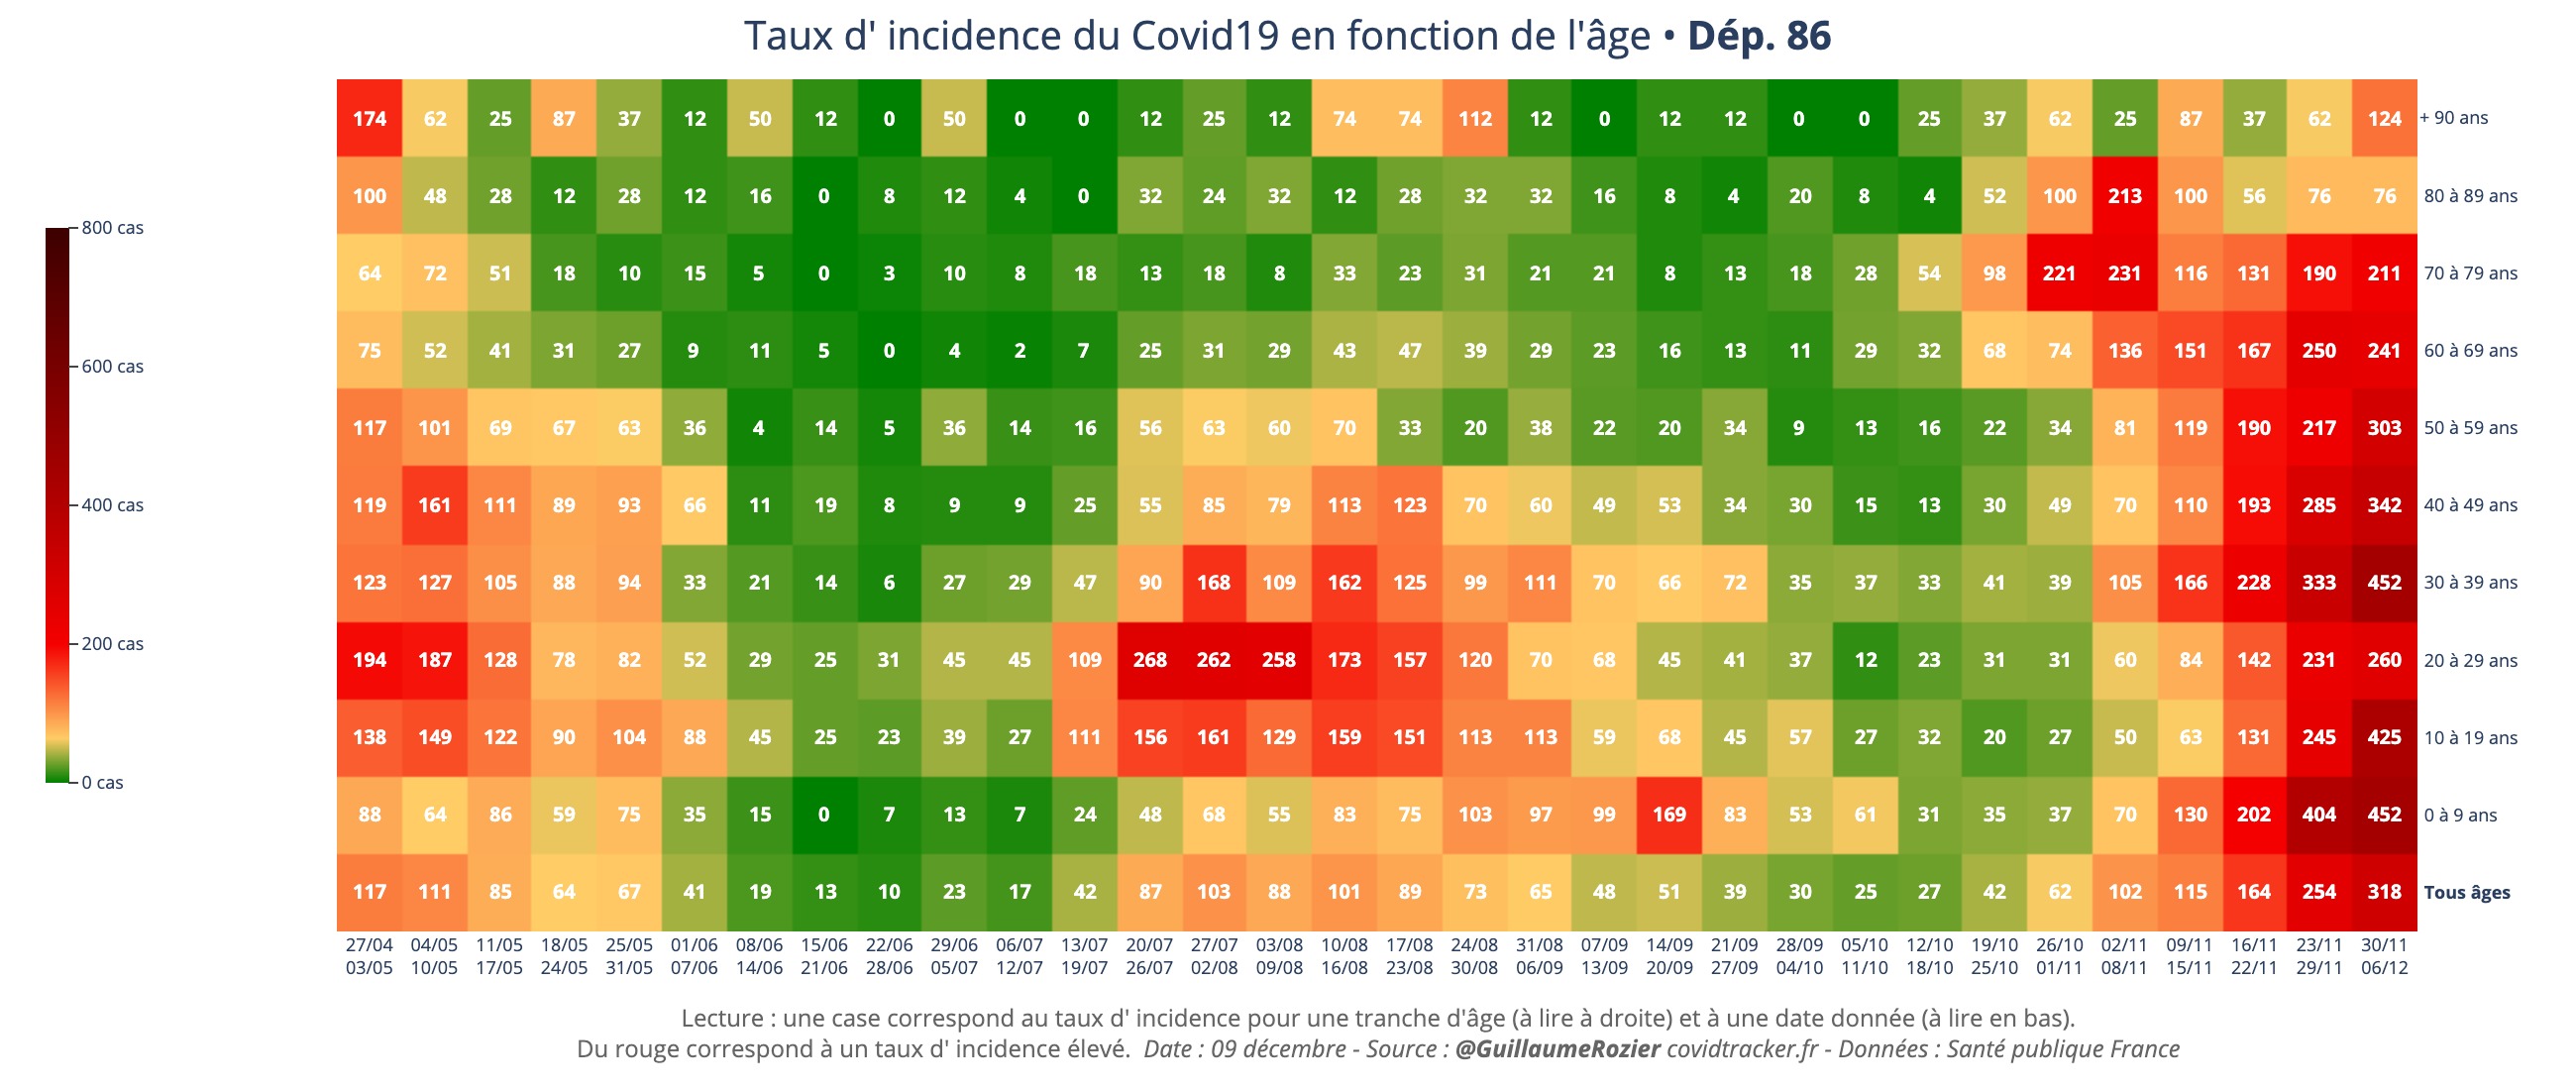 Taux d' incidence du Covid19 en fonction de l'âge • Dép. 86
174 62 25 87 37 12 50 12 0 50 0 0 12 25 12 74 74 112 12 0 12 12 0 0 25 37 62 25 87 37 62 124 + 90 ans
100 48 28 12 28 12 16 0 8 12 4 0 32 24 32 12 28 32 32 16 8 4 20 8 4 52 100 213 100 56 76 76 80 à 89 ans
800 cas
64 72 51 18 10 15 5 0 3 10 8 18 13 18 8 33 23 31 21 21 8 13 18 28 54 98 221 231 116 131 190 211 70 à 79 ans
75 52 41 31 27 9 11 5 0 4 2 7 25 31 29 43 47 39 29 23 16 13 11 29 32 68 74 136 151 167 250 241 60 à 69 ans
600 cas
117 101 69 67 63 36 4 14 5 36 14 16 56 63 60 70 33 20 38 22 20 34 9 13 16 22 34 81 119 190 217 303 50 à 59 ans
400 cas
119 161 111 89 93 66 11 19 8 9 9 25 55 85 79 113 123 70 60 49 53 34 30 15 13 30 49 70 110 193 285 342 40 à 49 ans
123 127 105 88 94 33 21 14 6 27 29 47 90 168 109 162 125 99 111 70 66 72 35 37 33 41 39 105 166 228 333 452 30 à 39 ans
200 cas
194 187 128 78 82 52 29 25 31 45 45 109 268 262 258 173 157 120 70 68 45 41 37 12 23 31 31 60 84 142 231 260 20 à 29 ans
138 149 122 90 104 88 45 25 23 39 27 111 156 161 129 159 151 113 113 59 68 45 57 27 32 20 27 50 63 131 245 425 10 à 19 ans
0 cas
88 64 86 59 75 35 15 0 7 13 7 24 48 68 55 83 75 103 97 99 169 83 53 61 31 35 37 70 130 202 404 452 0 à 9 ans
117 111 85 64 67 41 19 13 10 23 17 42 87 103 88 101 89 73 65 48 51 39 30 25 27 42 62 102 115 164 254 318 Tous âges
27/04 04/05 11/05 18/05 25/05 01/06 08/06 15/06 22/06 29/06 06/07 13/07 20/07 27/07 03/08 10/08 17/08 24/08 31/08 07/09 14/09 21/09 28/09 05/10 12/10 19/10 26/10 02/11 09/11 16/11 23/11 30/11
03/05 10/05 17/05 24/05 31/05 07/06 14/06 21/06 28/06 05/07 12/07 19/07 26/07 02/08 09/08 16/08 23/08 30/08 06/09 13/09 20/09 27/09 04/10 11/10 18/10 25/10 01/11 08/11 15/11 22/11 29/11 06/12
Lecture : une case correspond au taux d' incidence pour une tranche d'âge (à lire à droite) et à une date donnée (à lire en bas).
Du rouge correspond à un taux d' incidence élevé. Date : 09 décembre - Source : @GuillaumeRozier covidtracker.fr - Données : Santé publique France